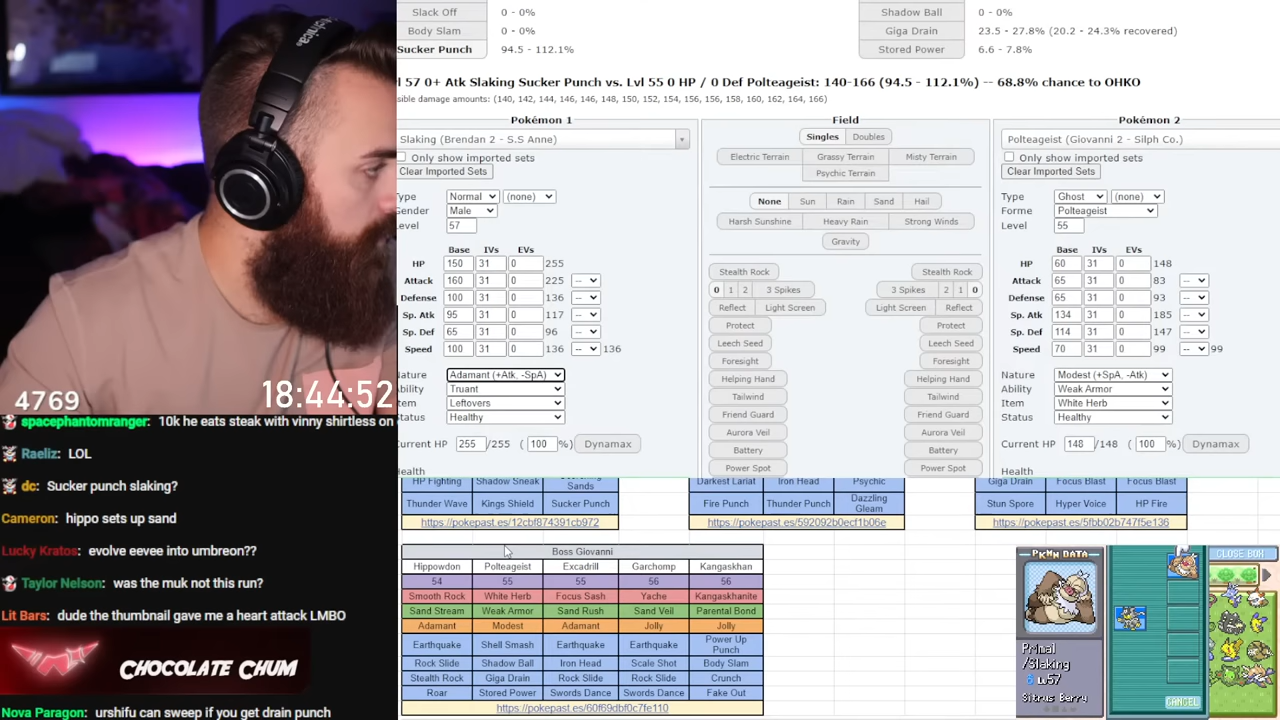 Slack Off 0 - 0%
Body Slam 0 - 0%
Sucker Punch 94.5 - 112.1%
Shadow Ball 0 - 0%
Giga Drain 23.5 - 27.8% (20.2 - 24.3% recovered)
Stored Power 6.6 - 7.8%
l 57 0+ Atk Slaking Sucker Punch vs. Lvl 55 0 HP / 0 Def Polteageist: 140-166 (94.5 - 112.1%) -- 68.8% chance to OHKO
sible damage amounts: (140, 142, 144, 146, 146, 148, 150, 152, 154, 156, 156, 158, 160, 162, 164, 166)
Pokémon 1
Slaking (Brendan 2 - S.S Anne)
Only show imported sets
Clear Imported Sets
Type Normal (none)
Gender Male
Level 57
Base IVs EVs
HP 150 31 0 255
Attack 160 31 0 225 --
Defense 100 31 0 136 --
Sp. Atk 95 31 0 117 --
Sp. Def 65 31 0 96 --
Speed 100 31 0 136 -- 136
Nature Adamant (+Atk, -SpA)
Ability Truant
Item Leftovers
Status Healthy
Current HP 255 /255 ( 100 %) Dynamax
Health
Field
Singles Doubles
Electric Terrain Grassy Terrain Misty Terrain
Psychic Terrain
None Sun Rain Sand Hail
Harsh Sunshine Heavy Rain Strong Winds
Gravity
Stealth Rock Stealth Rock
0 1 2 3 Spikes 3 Spikes 2 1 0
Reflect Light Screen Light Screen Reflect
Protect Protect
Leech Seed Leech Seed
Foresight Foresight
Helping Hand Helping Hand
Tailwind Tailwind
Friend Guard Friend Guard
Aurora Veil Aurora Veil
Battery Battery
Power Spot Power Spot
Pokémon 2
Polteageist (Giovanni 2 - Silph Co.)
Only show imported sets
Clear Imported Sets
Type Ghost (none)
Forme Polteageist
Level 55
Base IVs EVs
HP 60 31 0 148
Attack 65 31 0 83 --
Defense 65 31 0 93 --
Sp. Atk 134 31 0 185 --
Sp. Def 114 31 0 147 --
Speed 70 31 0 99 -- 99
Nature Modest (+SpA, -Atk)
Ability Weak Armor
Item White Herb
Status Healthy
Current HP 148 /148 ( 100 %) Dynamax
Health
4769 18:44:52
spacephantomranger: 10k he eats steak with vinny shirtless on
Raeliz: LOL
dc: Sucker punch slaking?
Cameron: hippo sets up sand
Lucky Kratos: evolve eevee into umbreon??
Taylor Nelson: was the muk not this run?
Lit Bars: dude the thumbnail gave me a heart attack LMBO
CHOCOLATE CHUM
Nova Paragon: urshifu can sweep if you get drain punch
HP Fighting Shadow Sneak Sands
Thunder Wave Kings Shield Sucker Punch
https://pokepast.es/12cbf874391cb972
Darkest Lariat Iron Head Psychic
Fire Punch Thunder Punch Dazzling Gleam
https://pokepast.es/592092b0ecf1b06e
Giga Drain Focus Blast Focus Blast
Stun Spore Hyper Voice HP Fire
https://pokepast.es/5fbb02b747f5e136
Boss Giovanni
Hippowdon Polteageist Excadrill Garchomp Kangaskhan
54 55 55 56 56
Smooth Rock White Herb Focus Sash Yache Kangaskhanite
Sand Stream Weak Armor Sand Rush Sand Veil Parental Bond
Adamant Modest Adamant Jolly Jolly
Earthquake Shell Smash Earthquake Earthquake Power Up Punch
Rock Slide Shadow Ball Iron Head Scale Shot Body Slam
Stealth Rock Giga Drain Rock Slide Rock Slide Crunch
Roar Stored Power Swords Dance Swords Dance Fake Out
https://pokepast.es/60f69dbf0c7fe110
PKMN DATA
CLOSE BOX
Primal
/Slaking
Lv57
Sitrus Berry
CANCEL